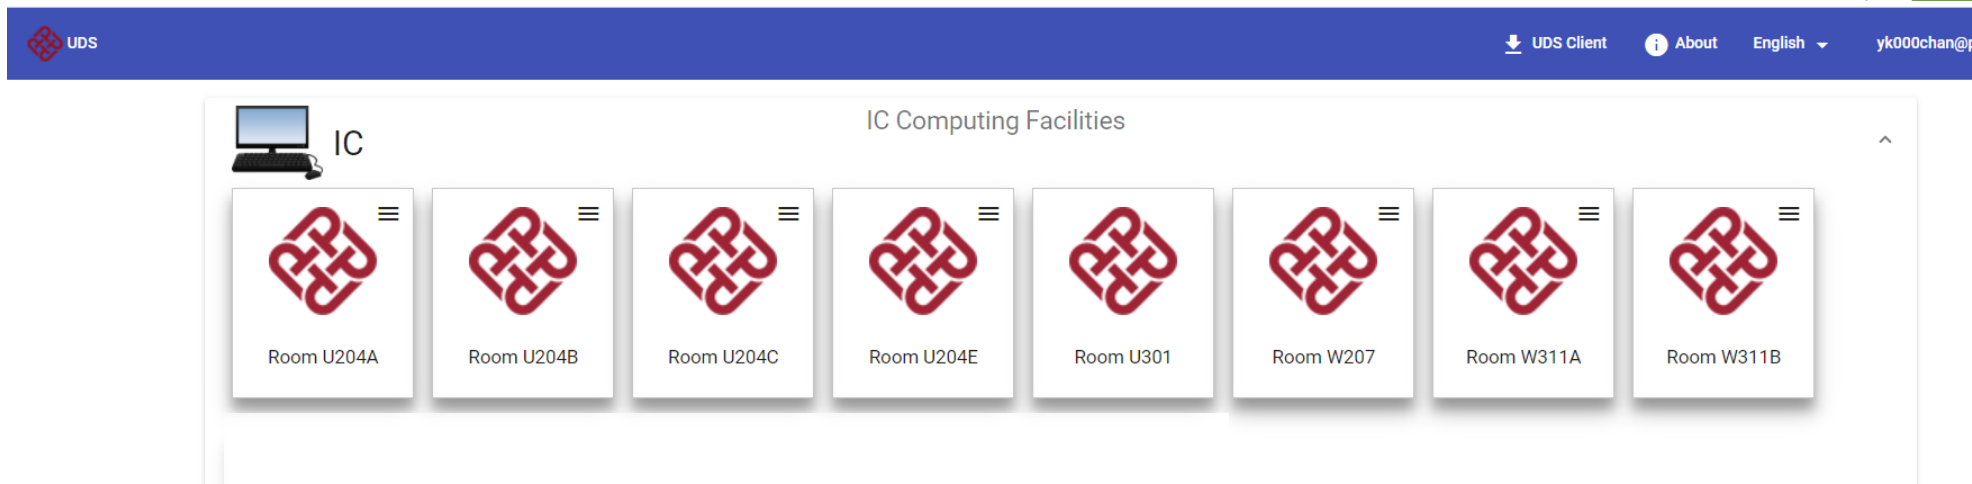 UDS
UDS Client
About
English
yk000chan@p
IC
IC Computing Facilities
Room U204A
Room U204B
Room U204C
Room U204E
Room U301
Room W207
Room W311A
Room W311B